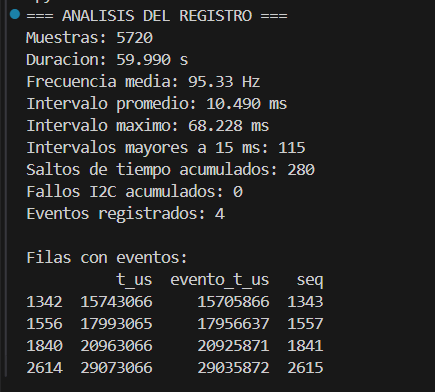 === ANALISIS DEL REGISTRO ===
Muestras: 5720
Duracion: 59.990 s
Frecuencia media: 95.33 Hz
Intervalo promedio: 10.490 ms
Intervalo maximo: 68.228 ms
Intervalos mayores a 15 ms: 115
Saltos de tiempo acumulados: 280
Fallos I2C acumulados: 0
Eventos registrados: 4
Filas con eventos:
t_us evento_t_us seq
1342 15743066 15705866 1343
1556 17993065 17956637 1557
1840 20963066 20925871 1841
2614 29073066 29035872 2615